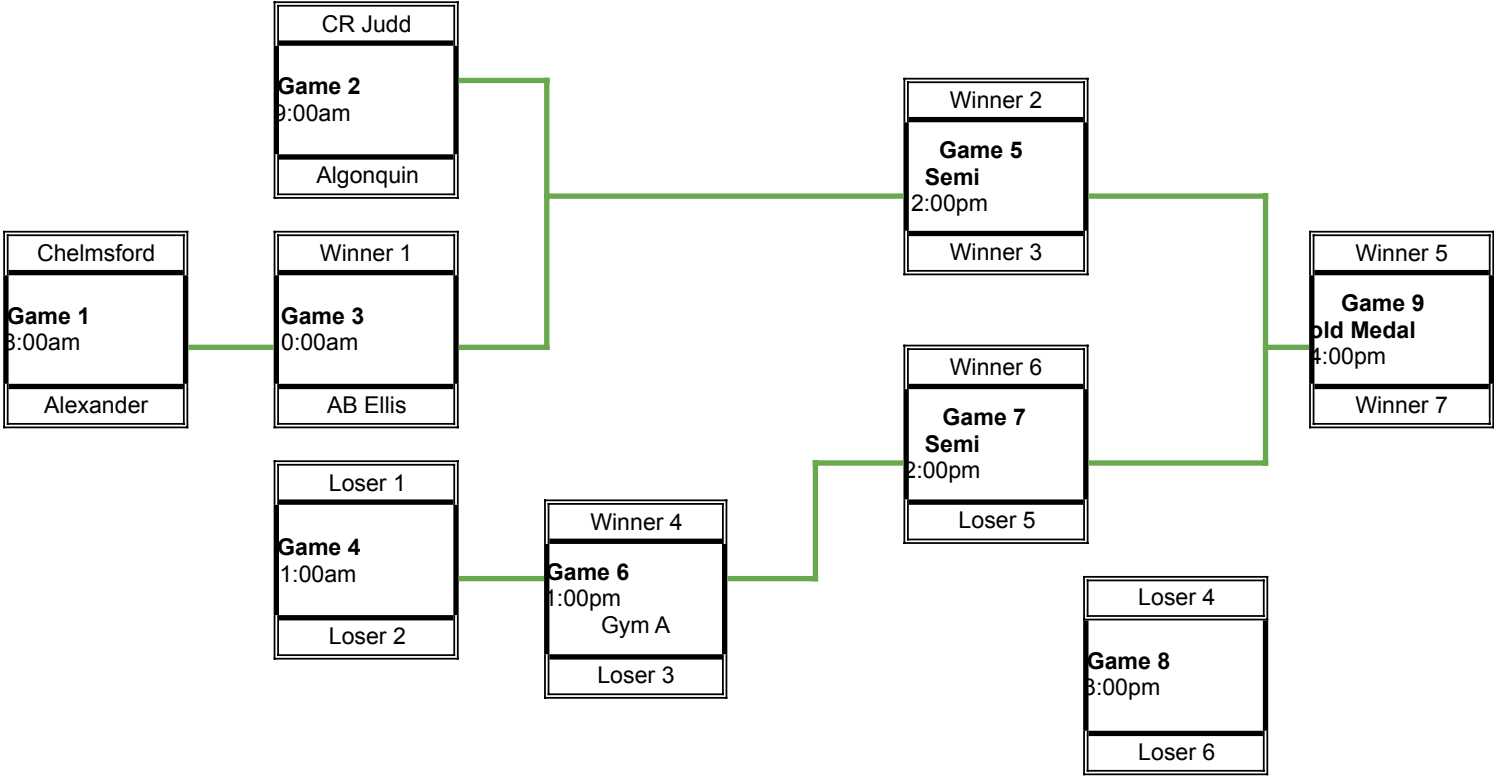 CR Judd
Game 2
9:00am
Algonquin
Chelmsford
Game 1
8:00am
Alexander
Winner 1
Game 3
0:00am
AB Ellis
Loser 1
Game 4
1:00am
Loser 2
Winner 4
Game 6
1:00pm
Gym A
Loser 3
Winner 2
Game 5
Semi
2:00pm
Winner 3
Winner 6
Game 7
Semi
2:00pm
Loser 5
Loser 4
Game 8
3:00pm
Loser 6
Winner 5
Game 9
old Medal
4:00pm
Winner 7